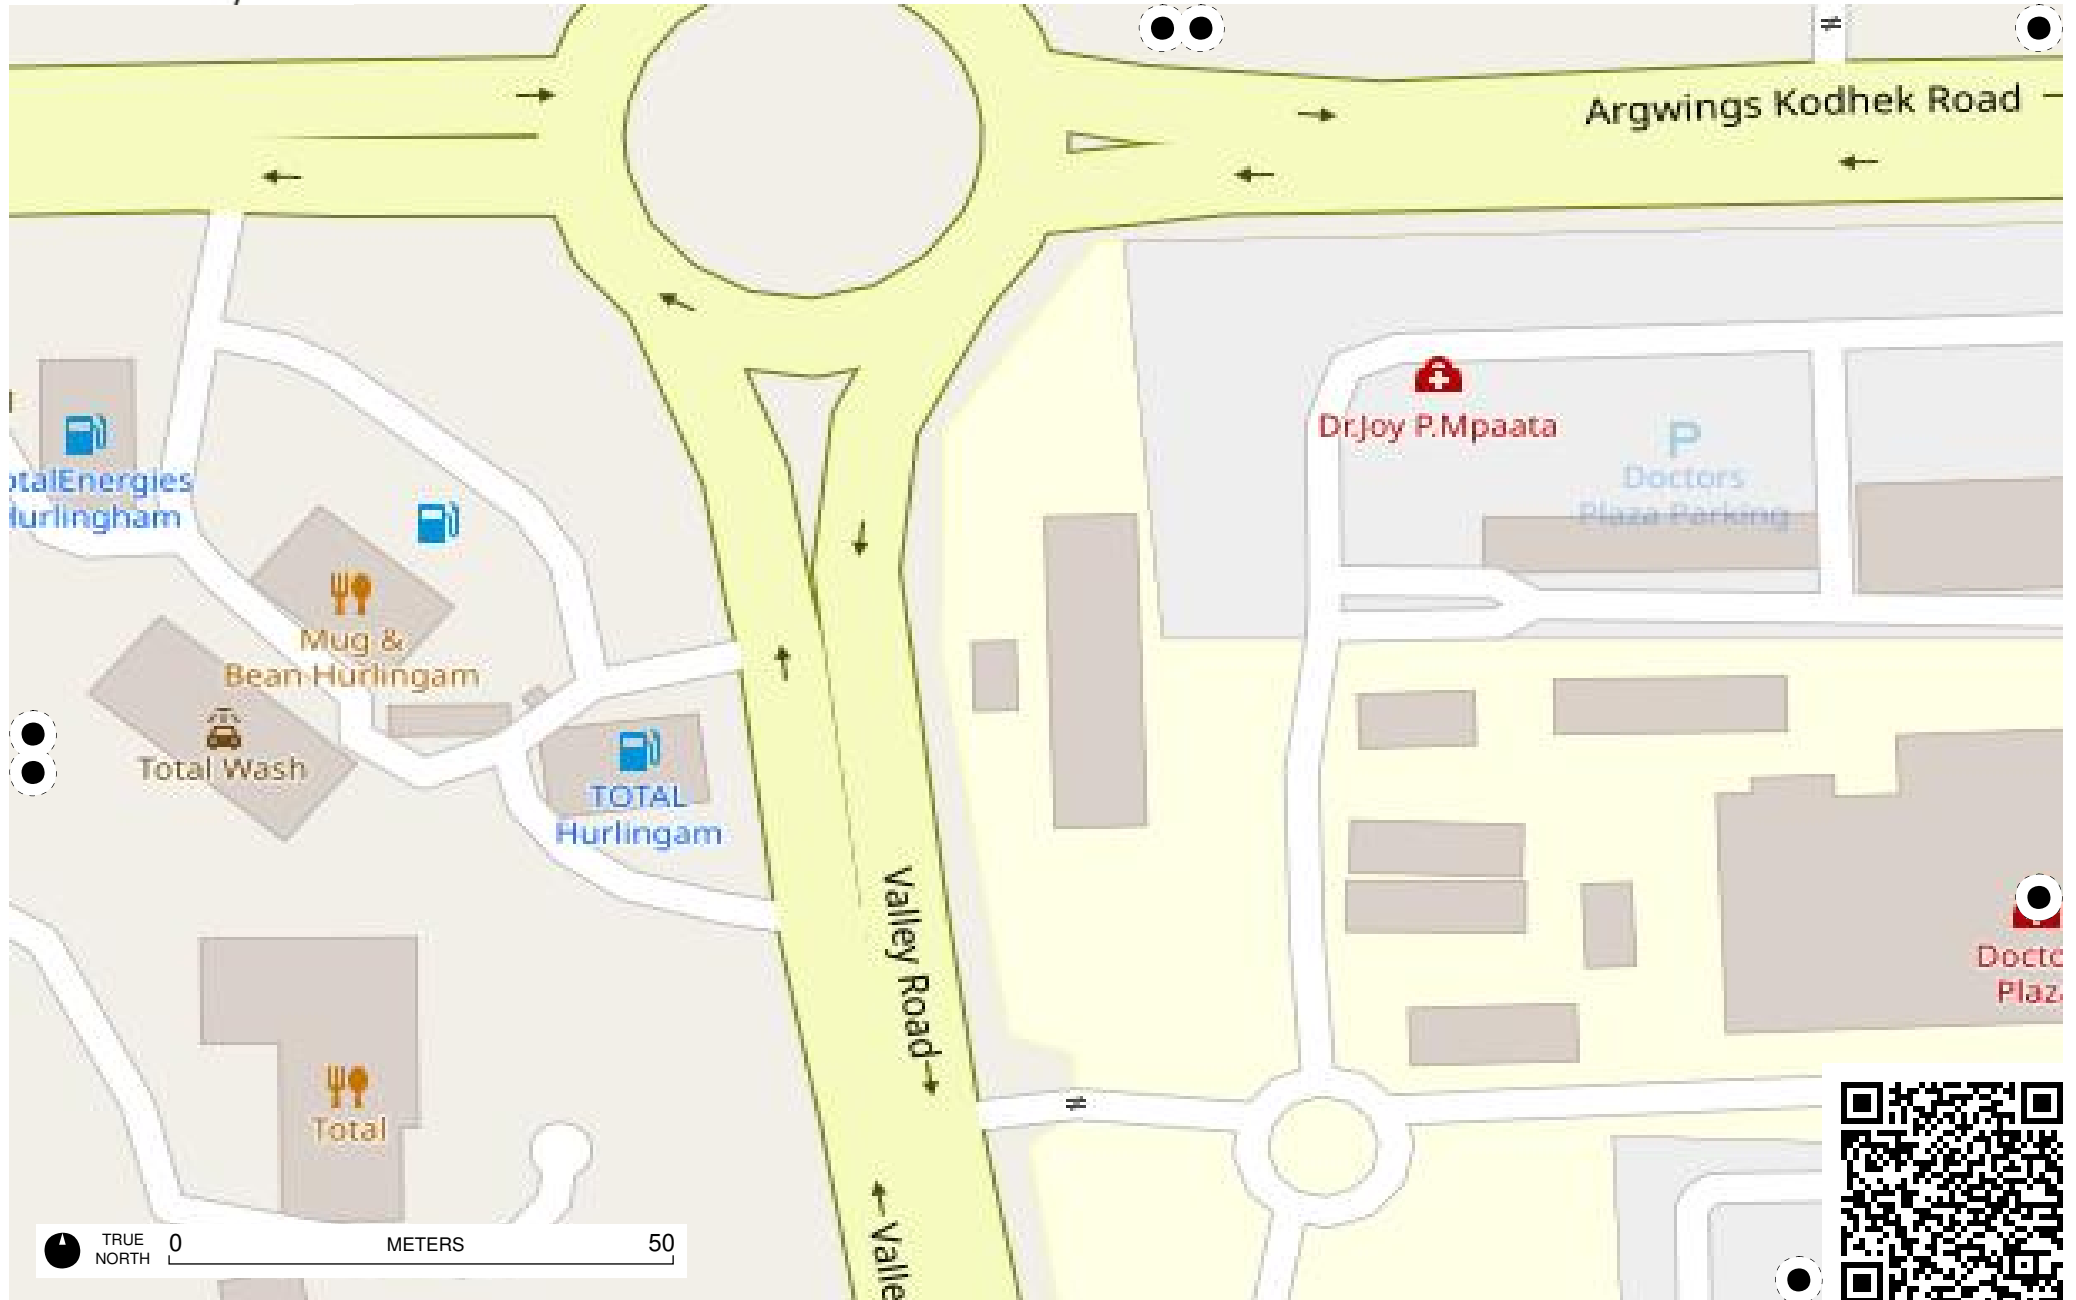 Argwings Kodhek Road
Dr.Joy P.Mpaata
P
Doctors
Plaza Parking
otalEnergies
Hurlingham
Mug &
Bean Hurlingam
Total Wash
TOTAL
Hurlingam
Valley Road
Docto
Plaz
Total
Valle
TRUE
NORTH
0 METERS 50